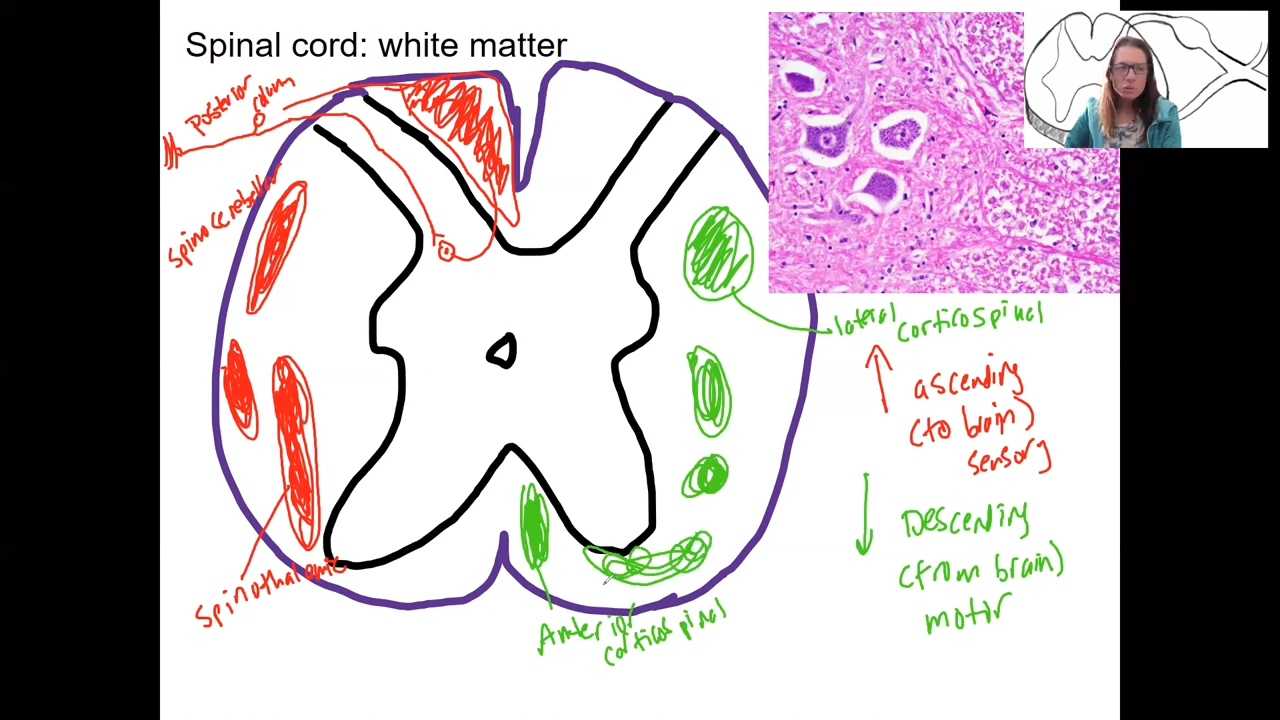 Spinal cord: white matter
posterior
colum
spinocerebellar
lateral corticospinal
ascending
(to brain)
sensory
Descending
(from brain)
motor
spinothalamic
Anterior
corticospinal